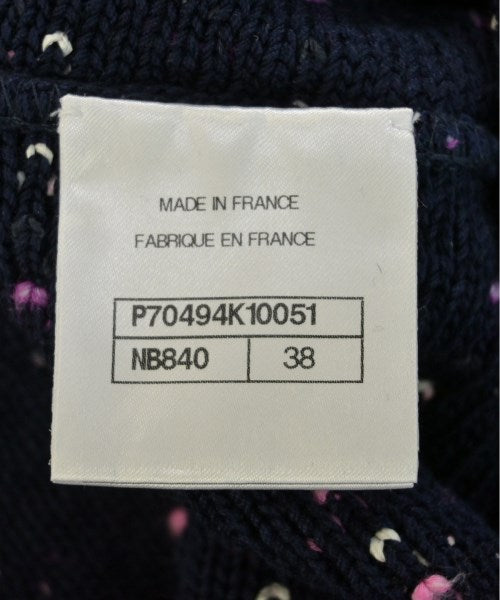 MADE IN FRANCE
FABRIQUE EN FRANCE
P70494K10051
NB840 38